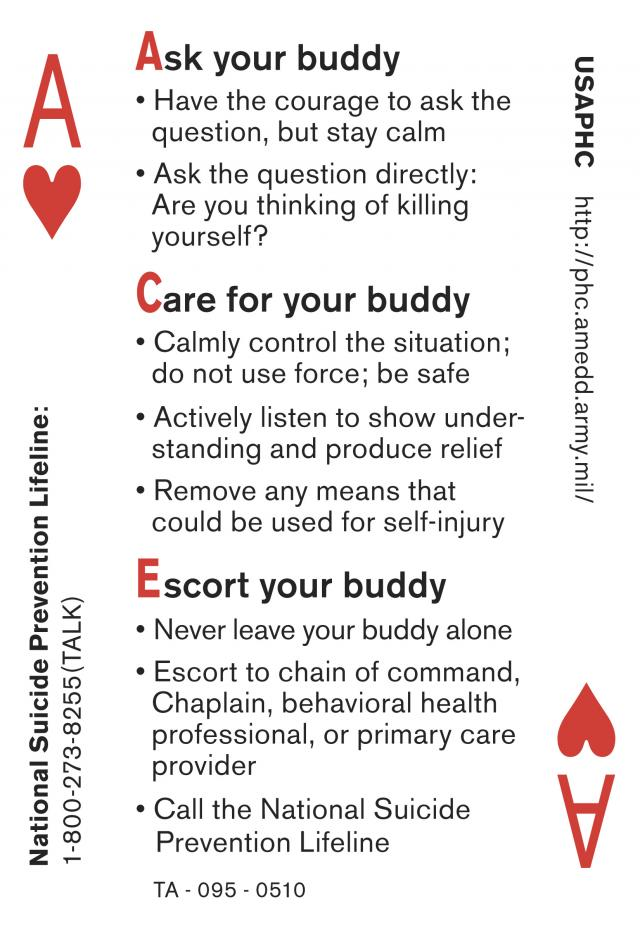 A
Ask your buddy
• Have the courage to ask the
question, but stay calm
• Ask the question directly:
Are you thinking of killing
yourself?
Care for your buddy
• Calmly control the situation;
do not use force; be safe
• Actively listen to show under-
standing and produce relief
• Remove any means that
could be used for self-injury
Escort your buddy
• Never leave your buddy alone
• Escort to chain of command,
Chaplain, behavioral health
professional, or primary care
provider
• Call the National Suicide
Prevention Lifeline
TA - 095 - 0510
National Suicide Prevention Lifeline:
1-800-273-8255(TALK)
USAPHC http://phc.amedd.army.mil/
A